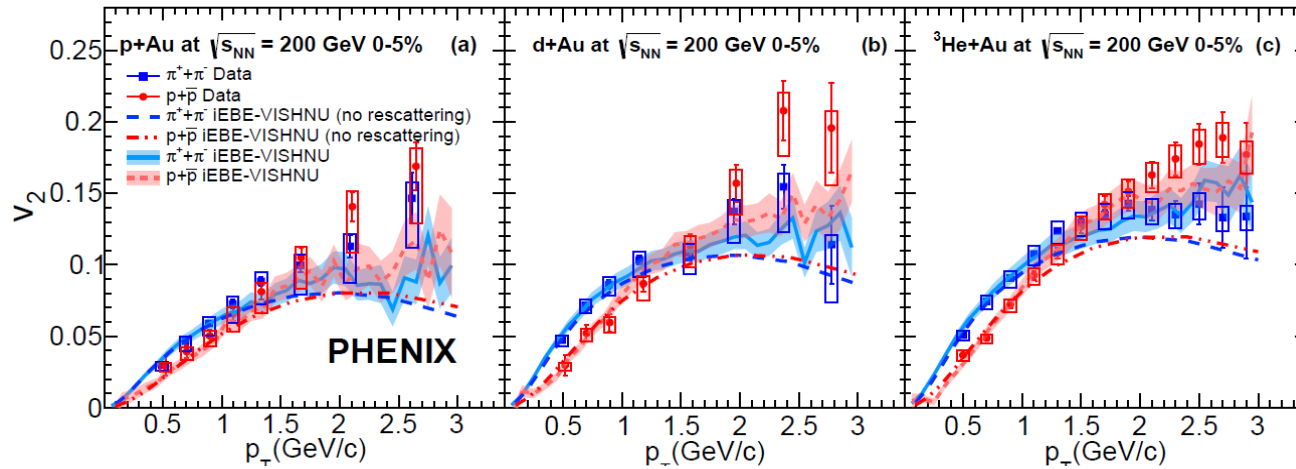 0.25
0.2
0.15
0.1
0.05
0
v₂
p+Au at √sNN = 200 GeV 0-5% (a)
π⁺+π⁻ Data
p+p̅ Data
π⁺+π⁻ iEBE-VISHNU (no rescattering)
p+p̅ iEBE-VISHNU (no rescattering)
π⁺+π⁻ iEBE-VISHNU
p+p̅ iEBE-VISHNU
PHENIX
0.5 1 1.5 2 2.5 3
p_T(GeV/c)
d+Au at √sNN = 200 GeV 0-5% (b)
0.5 1 1.5 2 2.5 3
p_T(GeV/c)
³He+Au at √sNN = 200 GeV 0-5% (c)
0.5 1 1.5 2 2.5 3
p_T(GeV/c)